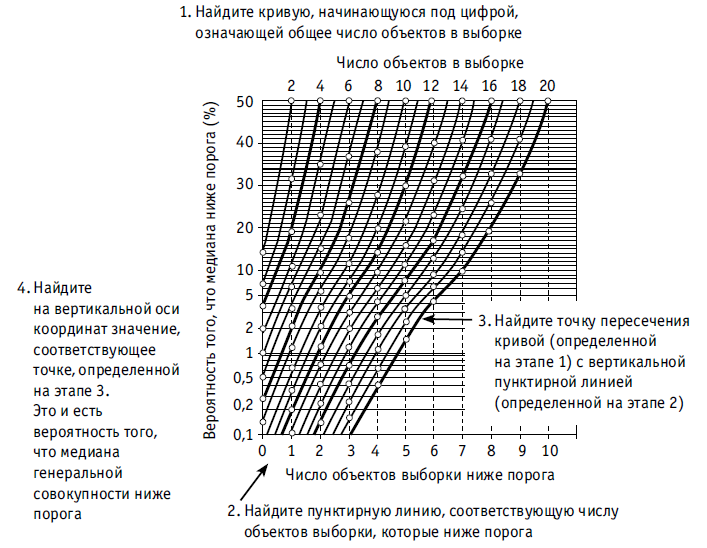 1. Найдите кривую, начинающуюся под цифрой,
означающей общее число объектов в выборке
Число объектов в выборке
2 4 6 8 10 12 14 16 18 20
Вероятность того, что медиана ниже порога (%)
50
40
30
20
10
5
2
1
0,5
0,2
0,1
0 1 2 3 4 5 6 7 8 9 10
Число объектов выборки ниже порога
4. Найдите
на вертикальной оси
координат значение,
соответствующее
точке, определенной
на этапе 3.
Это и есть
вероятность того,
что медиана
генеральной
совокупности ниже
порога
3. Найдите точку пересечения
кривой (определенной
на этапе 1) с вертикальной
пунктирной линией
(определенной на этапе 2)
2. Найдите пунктирную линию, соответствующую числу
объектов выборки, которые ниже порога